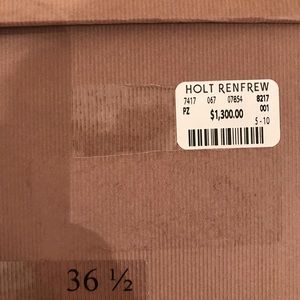 HOLT RENFREW
7417 067 07854 8217
PZ $1,300.00 001
5-10
36 ½